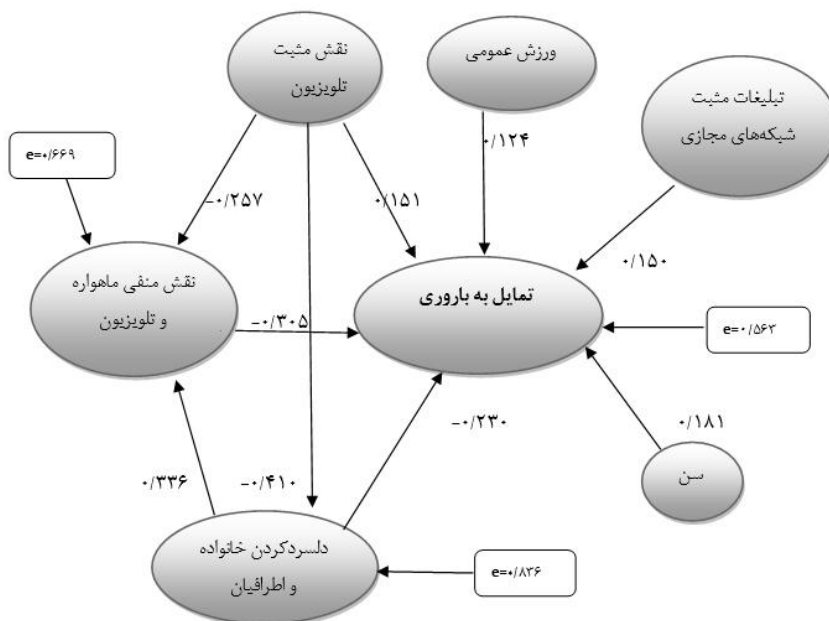 نقش مثبت
تلویزیون
ورزش عمومی
تبلیغات مثبت
شبکه‌های مجازی
e=۰/۶۶۹
-۰/۲۵۷
۰/۱۵۱
۰/۱۲۴
۰/۱۵۰
نقش منفی ماهواره
و تلویزیون
تمایل به باروری
-۰/۳۰۵
e=۰/۵۶۳
-۰/۲۳۰
۰/۱۸۱
۰/۳۳۶
-۰/۴۱۰
سن
دلسردکردن خانواده
و اطرافیان
e=۰/۸۳۶